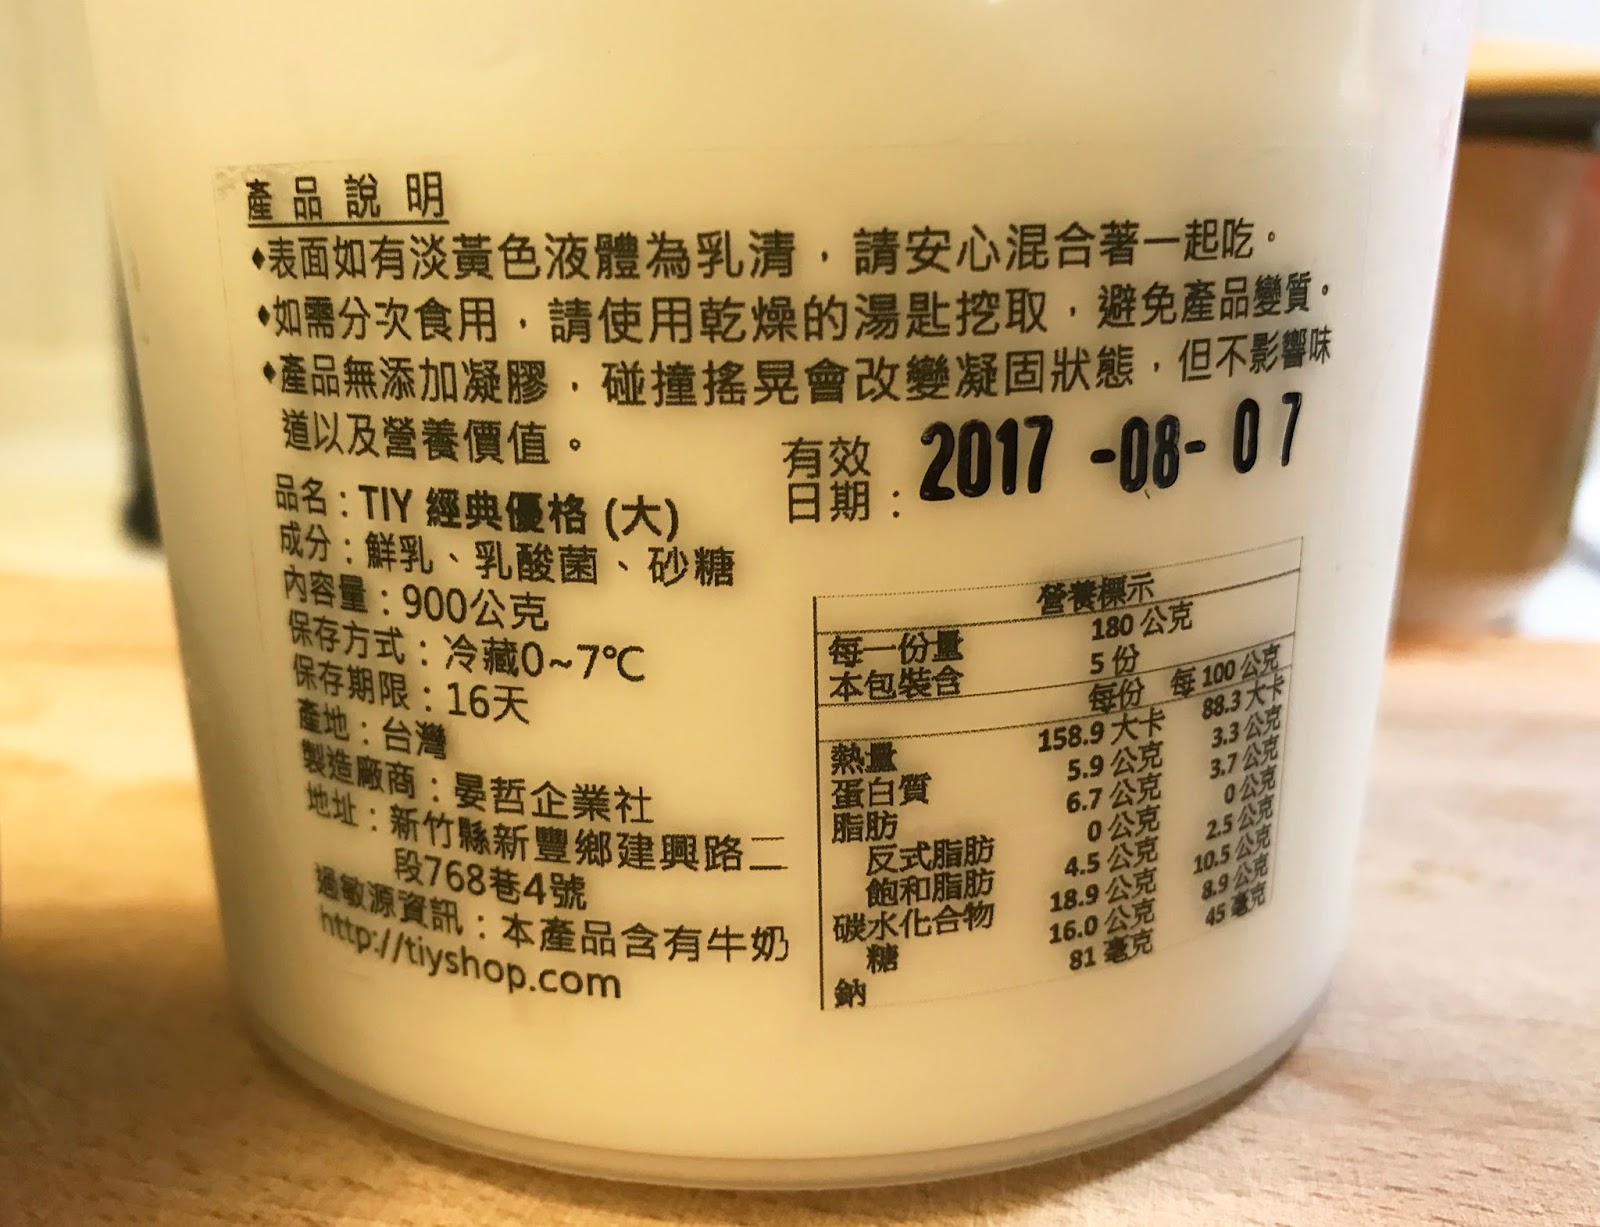 產品說明
◆表面如有淡黃色液體為乳清，請安心混合著一起吃。
◆如需分次食用，請使用乾燥的湯匙挖取，避免產品變質。
◆產品無添加凝膠，碰撞搖晃會改變凝固狀態，但不影響味
道以及營養價值。
有效
日期：2017 -08- 07
品名：TIY 經典優格 (大)
成分：鮮乳、乳酸菌、砂糖
內容量：900公克
保存方式：冷藏0~7℃
保存期限：16天
產地：台灣
製造廠商：晏哲企業社
地址：新竹縣新豐鄉建興路二
段768巷4號
過敏源資訊：本產品含有牛奶
http://tiyshop.com
營養標示
每一份量 180 公克
本包裝含 5 份
每份 每 100 公克
熱量 158.9 大卡 88.3 大卡
蛋白質 5.9 公克 3.3 公克
脂肪 6.7 公克 3.7 公克
反式脂肪 0 公克 0 公克
飽和脂肪 4.5 公克 2.5 公克
碳水化合物 18.9 公克 10.5 公克
糖 16.0 公克 8.9 公克
鈉 81 毫克 45 毫克